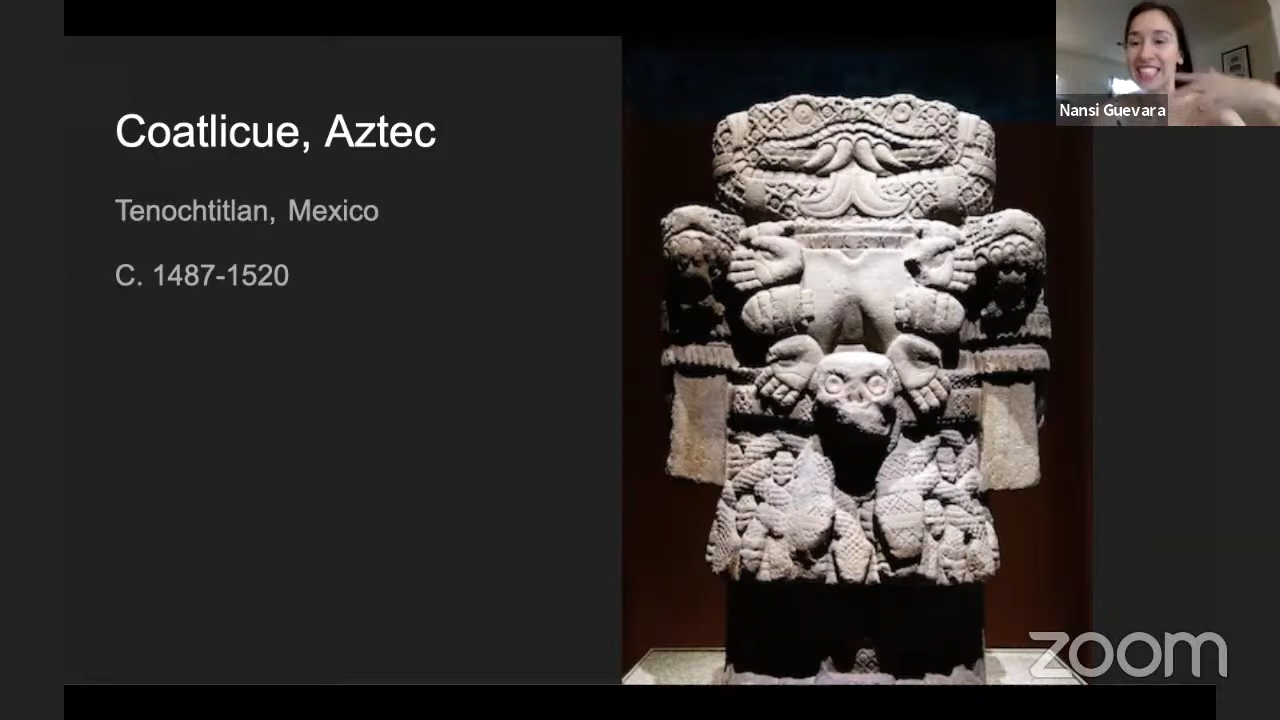 Coatlicue, Aztec
Tenochtitlan, Mexico
C. 1487-1520
Nansi Guevara
zoom